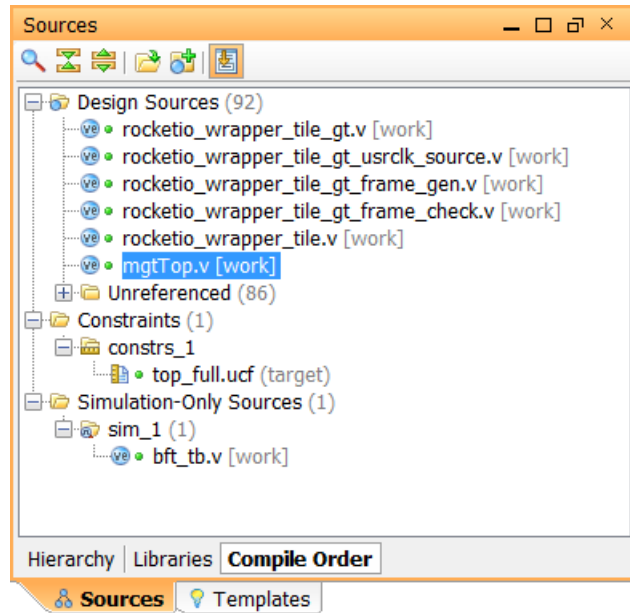 Sources
Design Sources (92)
rocketio_wrapper_tile_gt.v [work]
rocketio_wrapper_tile_gt_usrclk_source.v [work]
rocketio_wrapper_tile_gt_frame_gen.v [work]
rocketio_wrapper_tile_gt_frame_check.v [work]
rocketio_wrapper_tile.v [work]
mgtTop.v [work]
Unreferenced (86)
Constraints (1)
constrs_1
top_full.ucf (target)
Simulation-Only Sources (1)
sim_1 (1)
bft_tb.v [work]
Hierarchy Libraries Compile Order
Sources Templates